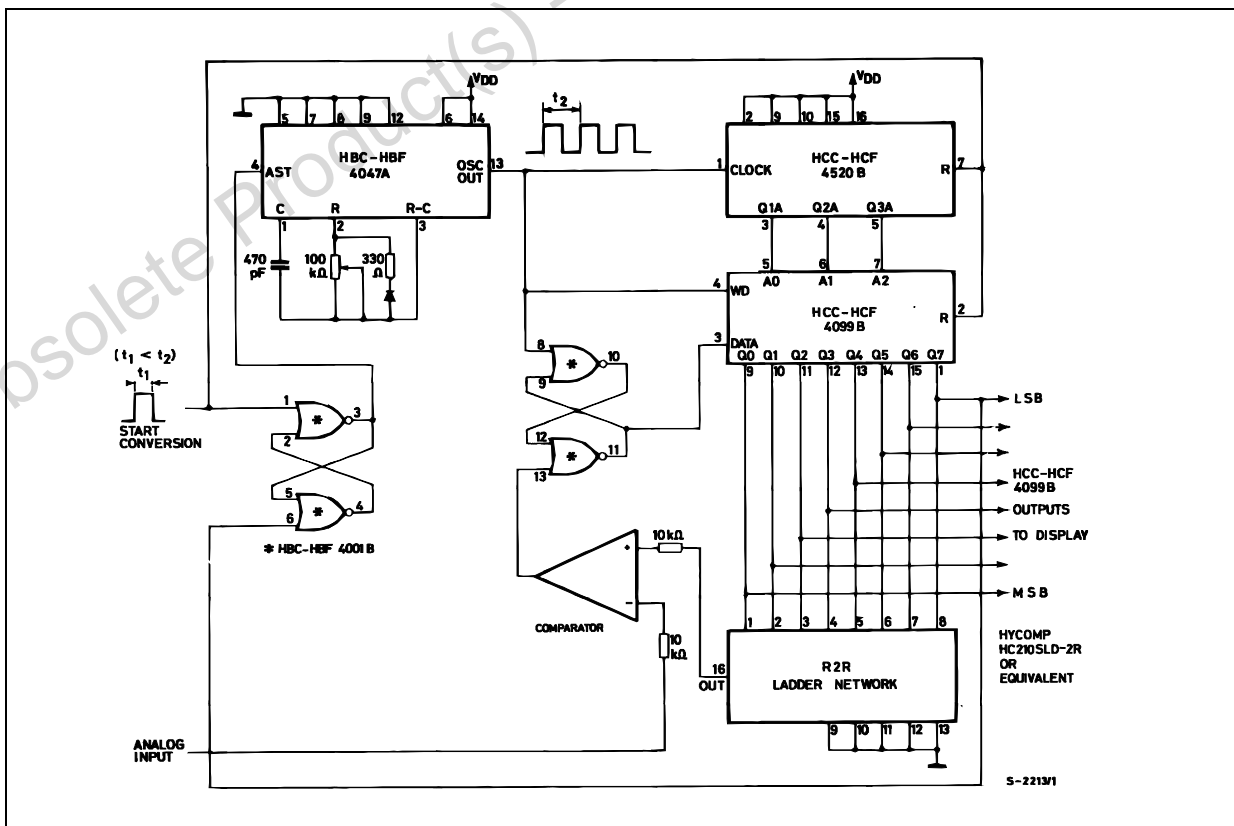 bsolete Product(s)
VDD
5 7 8 9 12 6 14
4 AST
HBC-HBF
4047A
OSC
OUT
13
C R R-C
1 2 3
470
pF
100
kΩ
330
Ω
t2
VDD
2 9 10 15 16
1 CLOCK
HCC-HCF
4520 B
R 7
Q1A Q2A Q3A
3 4 5
5 6 7
A0 A1 A2
4 WD
HCC-HCF
4099 B
R 2
3 DATA
Q0 Q1 Q2 Q3 Q4 Q5 Q6 Q7
9 10 11 12 13 14 15 1
(t1 < t2)
t1
START
CONVERSION
1
2
*
3
5
6
*
4
* HBC-HBF 4001 B
8
9
*
10
12
13
*
11
LSB
HCC-HCF
4099B
OUTPUTS
TO DISPLAY
MSB
10kΩ
+
−
COMPARATOR
10
kΩ
1 2 3 4 5 6 7 8
16
OUT
R2R
LADDER NETWORK
9 10 11 12 13
HYCOMP
HC210SLD-2R
OR
EQUIVALENT
ANALOG
INPUT
S-2213/1